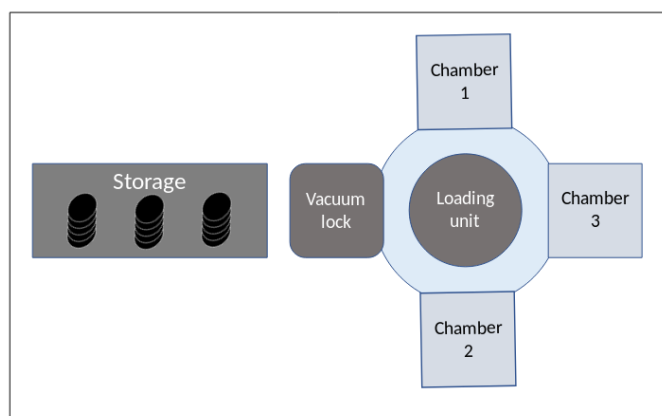 Chamber
1
Storage
Vacuum
lock
Loading
unit
Chamber
3
Chamber
2